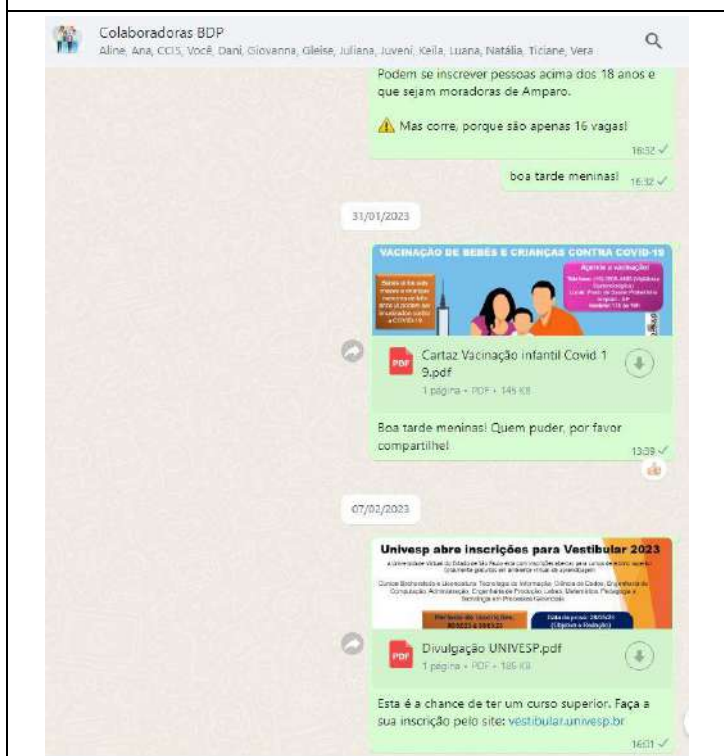 Colaboradoras BDP
Aline, Ana, CCIS, Você, Dani, Giovanna, Gleise, Juliana, Juveni, Keila, Luana, Natália, Ticiane, Vera
Podem se inscrever pessoas acima dos 18 anos e
que sejam moradoras de Amparo.
⚠️ Mas corre, porque são apenas 16 vagas!
16:32
boa tarde meninas!
16:32
31/01/2023
VACINAÇÃO DE BEBÊS E CRIANÇAS CONTRA COVID-19
Agende a vacinação!
PDF
Cartaz Vacinação infantil Covid 1
9.pdf
1 página • PDF • 145 KB
Boa tarde meninas! Quem puder, por favor
compartilhe!
13:39
07/02/2023
Univesp abre inscrições para Vestibular 2023
PDF
Divulgação UNIVESP.pdf
1 página • PDF • 186 KB
Esta é a chance de ter um curso superior. Faça a
sua inscrição pelo site: vestibular.univesp.br
16:01